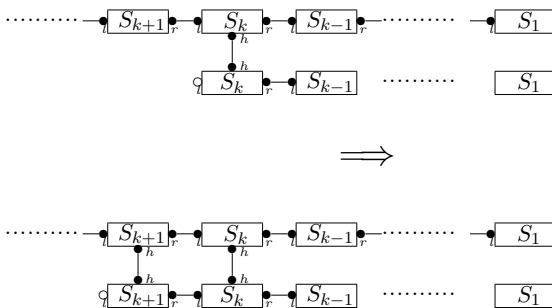 ......... l S_{k+1} r l S_k r l S_{k-1} r ......... l S_1
h
h
l S_k r l S_{k-1} ......... S_1
⟹
......... l S_{k+1} r l S_k r l S_{k-1} r ......... l S_1
h h
h h
l S_{k+1} r l S_k r l S_{k-1} ......... S_1